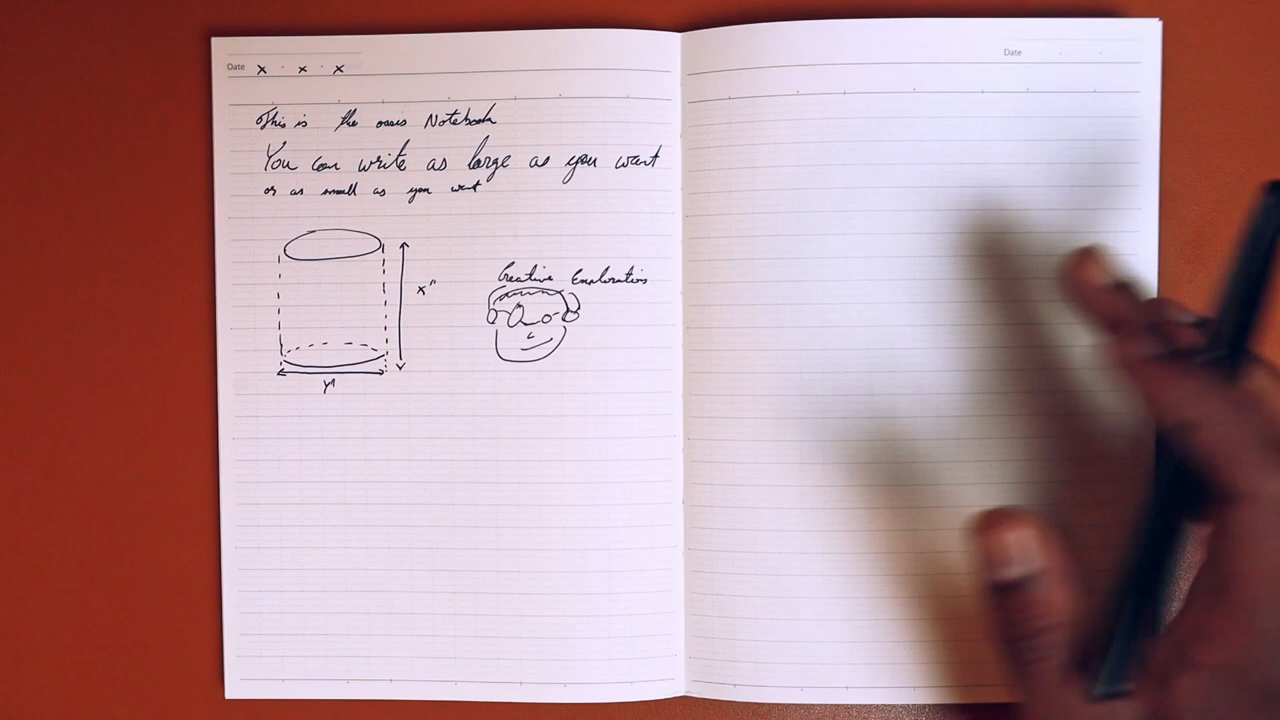 Date x · x · x
This is the oasis Notebook
You can write as large as you want
or as small as you want
x"
Y"
Creative Exploration
Date